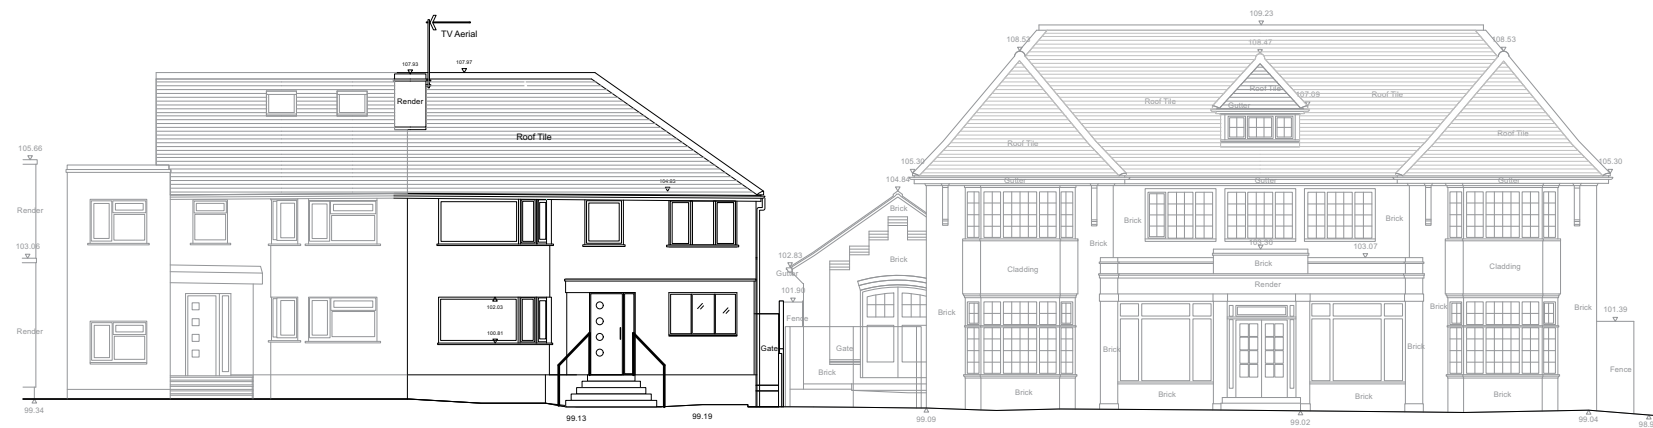 TV Aerial
107.93
107.97
Render
Roof Tile
104.83
105.66
Render
103.06
Render
99.34
102.03
100.81
Gate
99.13
99.19
109.23
108.53
108.47
108.53
Roof Tile
107.09
Gutter
Roof Tile
Roof Tile
Roof Tile
Roof Tile
105.30
105.30
Gutter
Gutter
Gutter
104.84
Brick
Brick
Brick
Brick
102.83
Gutter
Brick
103.30
103.07
Cladding
Brick
Cladding
Render
101.90
Fence
Brick
Brick
Brick
101.39
Gate
Brick
Brick
Brick
Fence
Brick
Brick
Brick
Brick
99.09
99.02
99.04